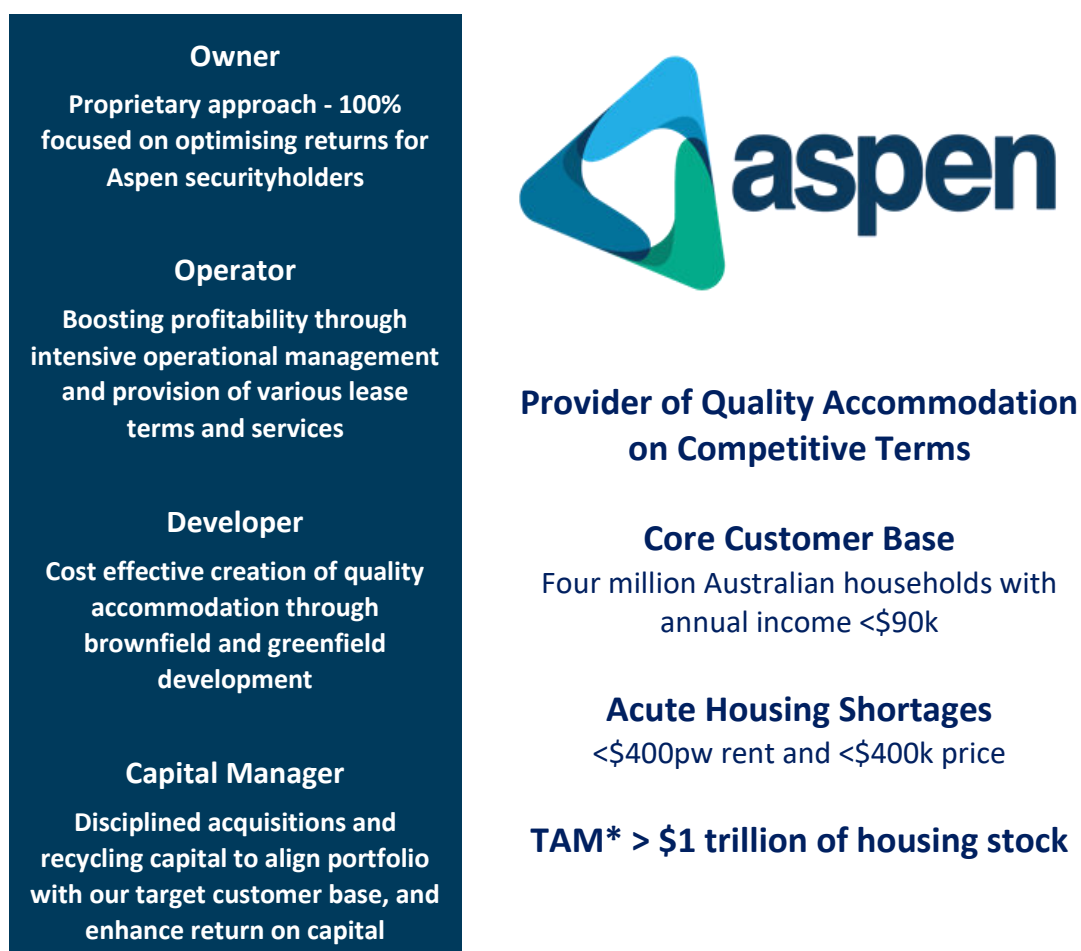 Owner
Proprietary approach - 100%
focused on optimising returns for
Aspen securityholders
Operator
Boosting profitability through
intensive operational management
and provision of various lease
terms and services
Developer
Cost effective creation of quality
accommodation through
brownfield and greenfield
development
Capital Manager
Disciplined acquisitions and
recycling capital to align portfolio
with our target customer base, and
enhance return on capital
aspen
Provider of Quality Accommodation
on Competitive Terms
Core Customer Base
Four million Australian households with
annual income <$90k
Acute Housing Shortages
<$400pw rent and <$400k price
TAM* > $1 trillion of housing stock